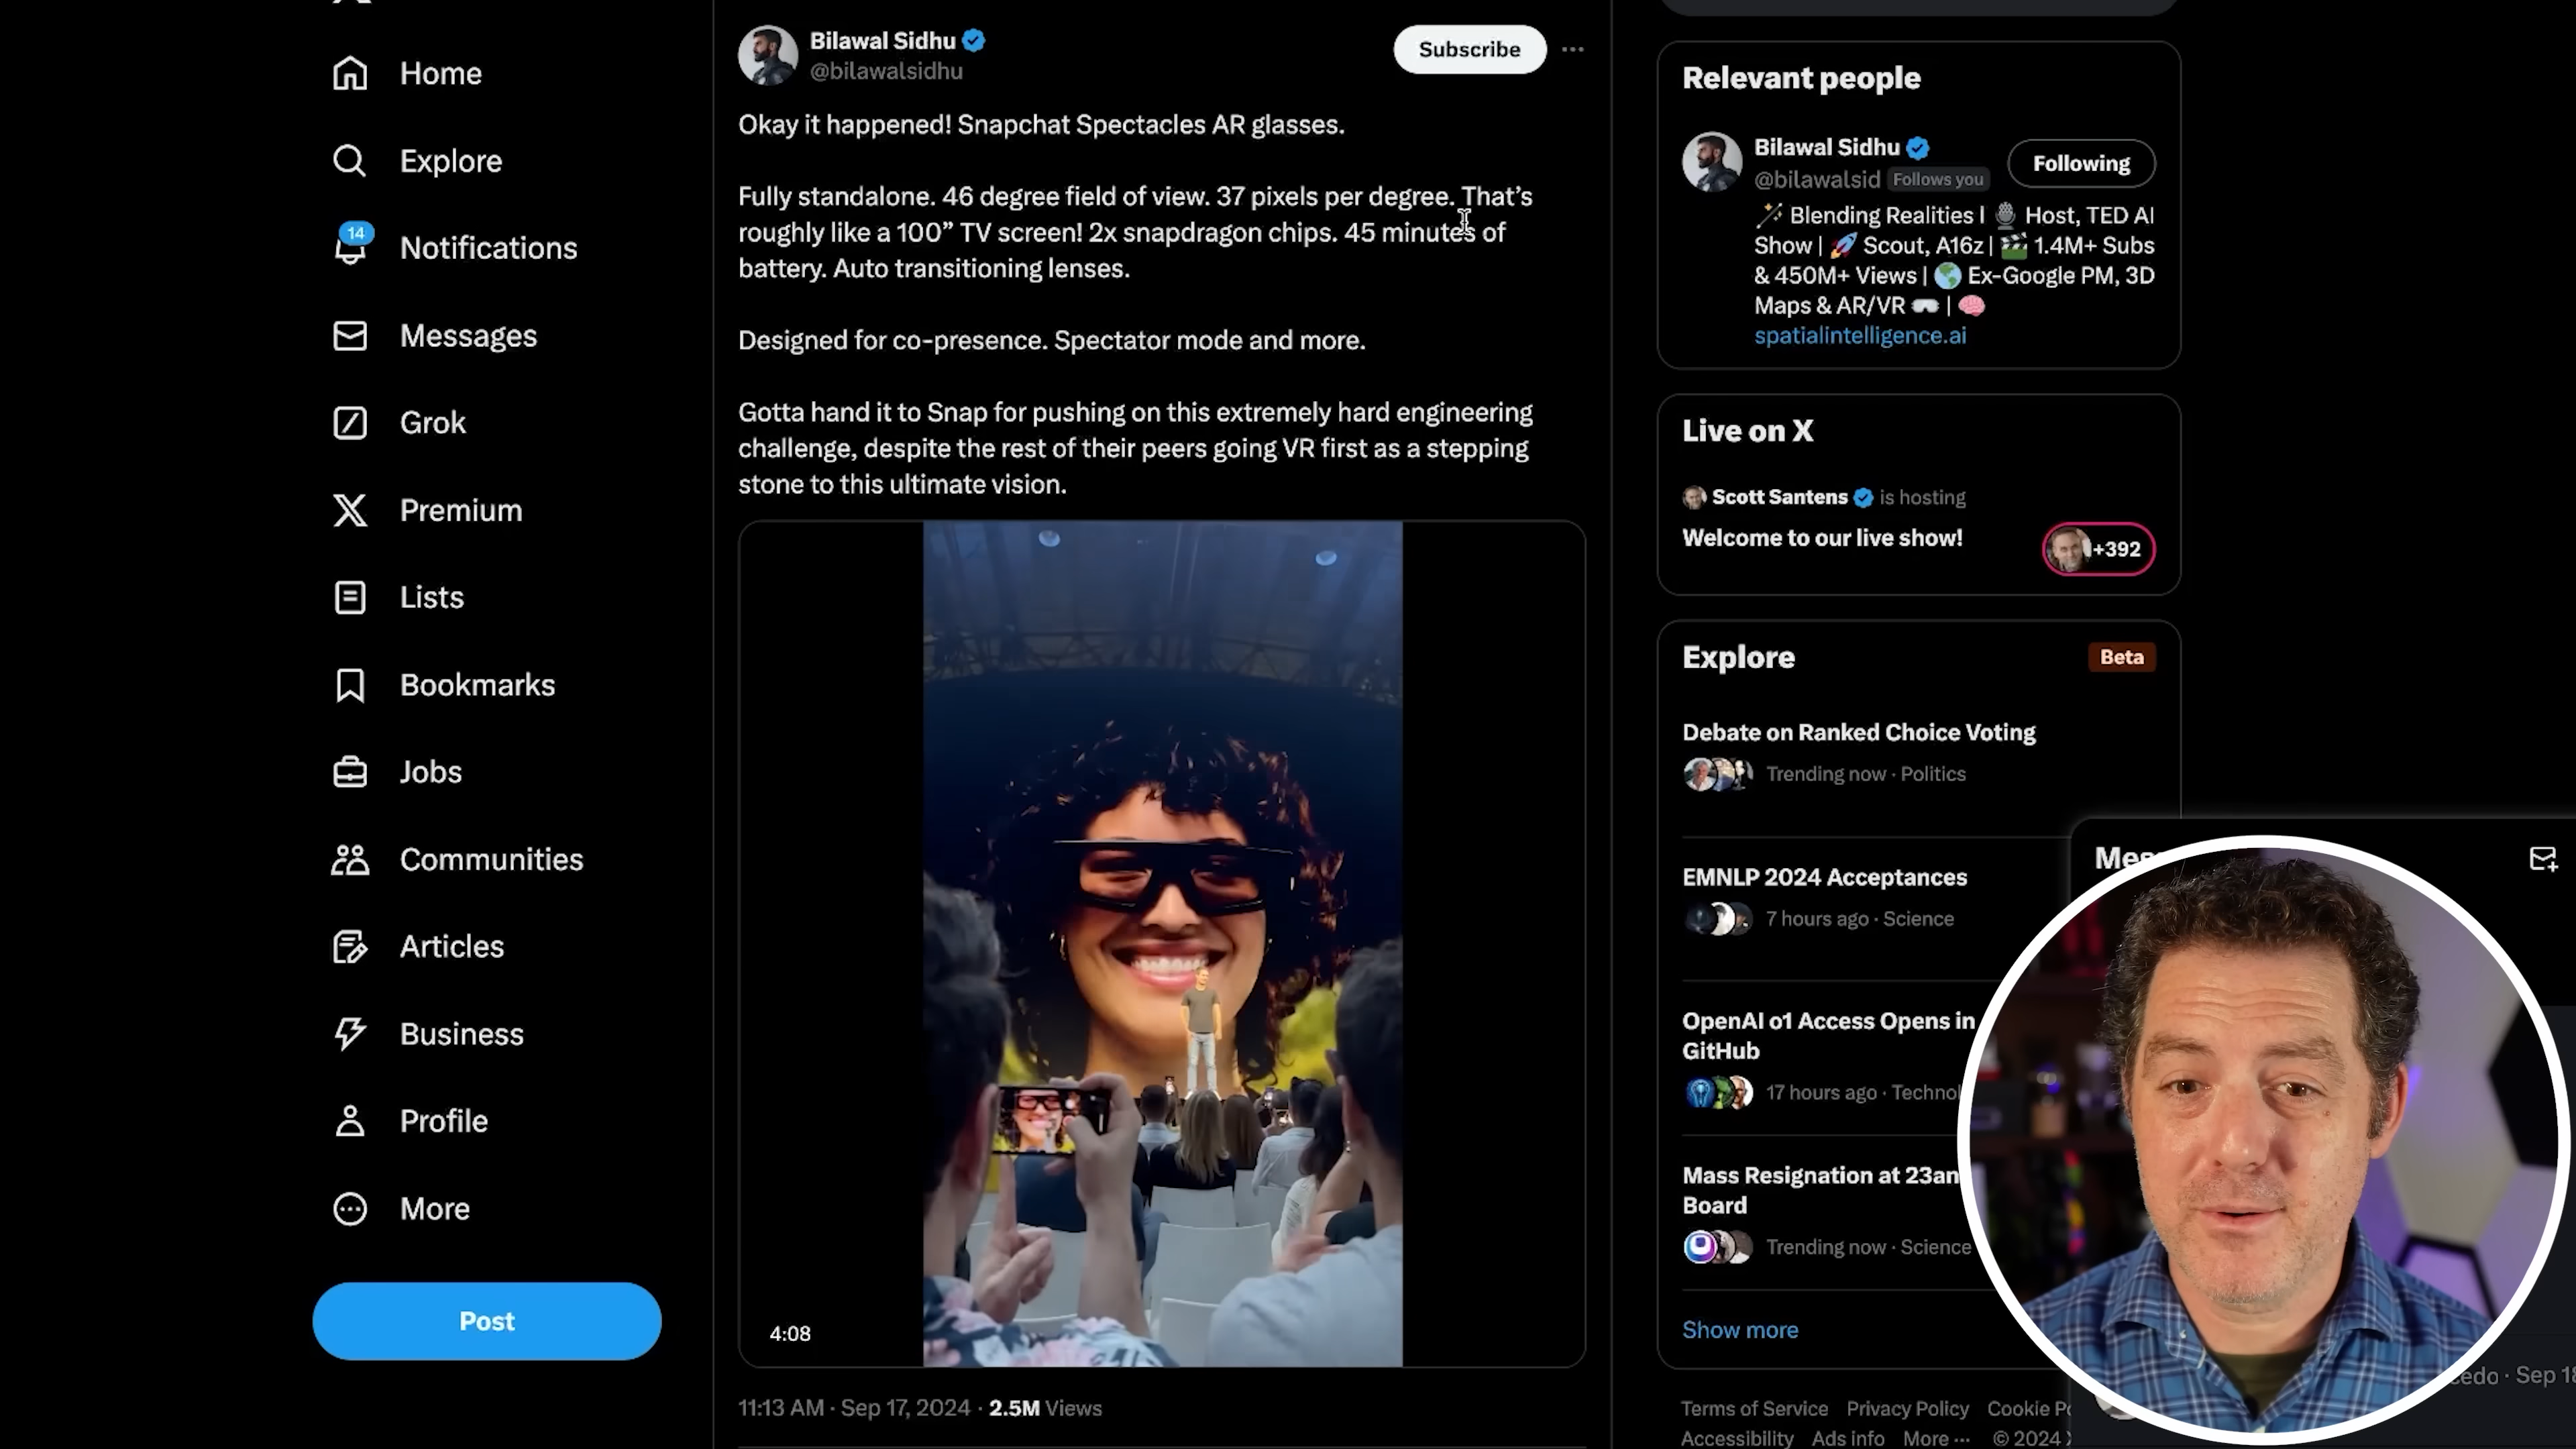 Home
Explore
14
Notifications
Messages
Grok
Premium
Lists
Bookmarks
Jobs
Communities
Articles
Business
Profile
More
Post
Bilawal Sidhu
@bilawalsidhu
Subscribe
Okay it happened! Snapchat Spectacles AR glasses.
Fully standalone. 46 degree field of view. 37 pixels per degree. That’s
roughly like a 100” TV screen! 2x snapdragon chips. 45 minutes of
battery. Auto transitioning lenses.
Designed for co-presence. Spectator mode and more.
Gotta hand it to Snap for pushing on this extremely hard engineering
challenge, despite the rest of their peers going VR first as a stepping
stone to this ultimate vision.
4:08
11:13 AM · Sep 17, 2024 · 2.5M Views
Relevant people
Bilawal Sidhu
@bilawalsid Follows you
Following
Blending Realities | Host, TED AI
Show | Scout, A16z | 1.4M+ Subs
& 450M+ Views | Ex-Google PM, 3D
Maps & AR/VR |
spatialintelligence.ai
Live on X
Scott Santens is hosting
Welcome to our live show!
+392
Explore
Beta
Debate on Ranked Choice Voting
Trending now · Politics
EMNLP 2024 Acceptances
7 hours ago · Science
OpenAI o1 Access Opens in
GitHub
17 hours ago ·
Mass Resignation at
Board
Trending now · Science
Show more
Terms of Service Privacy Policy Cookie
Accessibility Ads info More ··· © 2024
· Sep